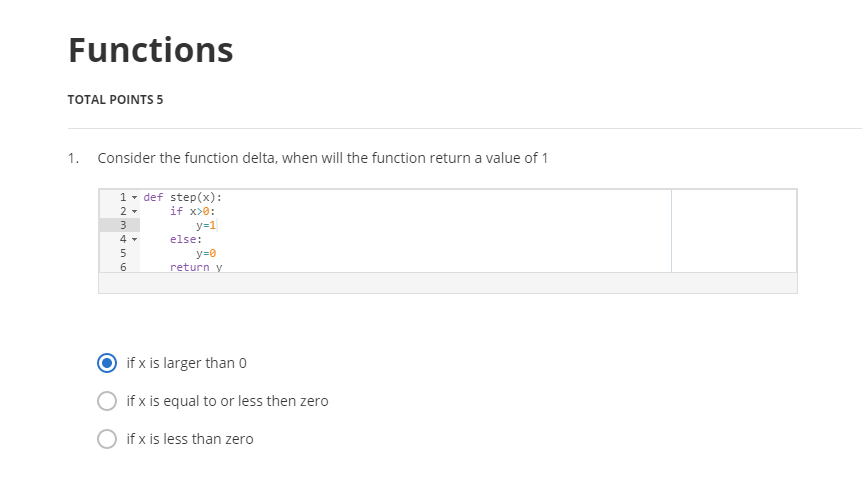 Functions
TOTAL POINTS 5
1. Consider the function delta, when will the function return a value of 1
1 def step(x):
2 if x>0:
3 y=1
4 else:
5 y=0
6 return y
if x is larger than 0
if x is equal to or less then zero
if x is less than zero